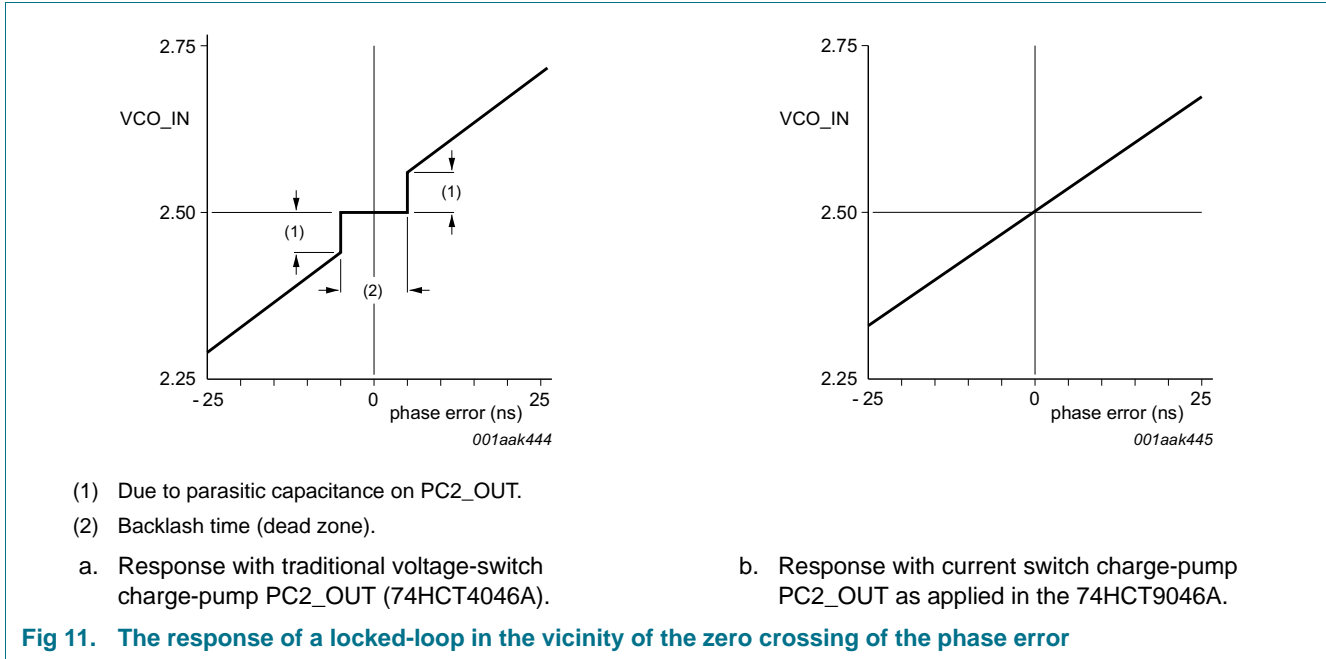 2.75
VCO_IN
2.50
2.25
(1)
(1)
(2)
- 25
0
25
phase error (ns)
001aak444
2.75
VCO_IN
2.50
2.25
- 25
0
25
phase error (ns)
001aak445
(1) Due to parasitic capacitance on PC2_OUT.
(2) Backlash time (dead zone).
a. Response with traditional voltage-switch
charge-pump PC2_OUT (74HCT4046A).
b. Response with current switch charge-pump
PC2_OUT as applied in the 74HCT9046A.
Fig 11. The response of a locked-loop in the vicinity of the zero crossing of the phase error